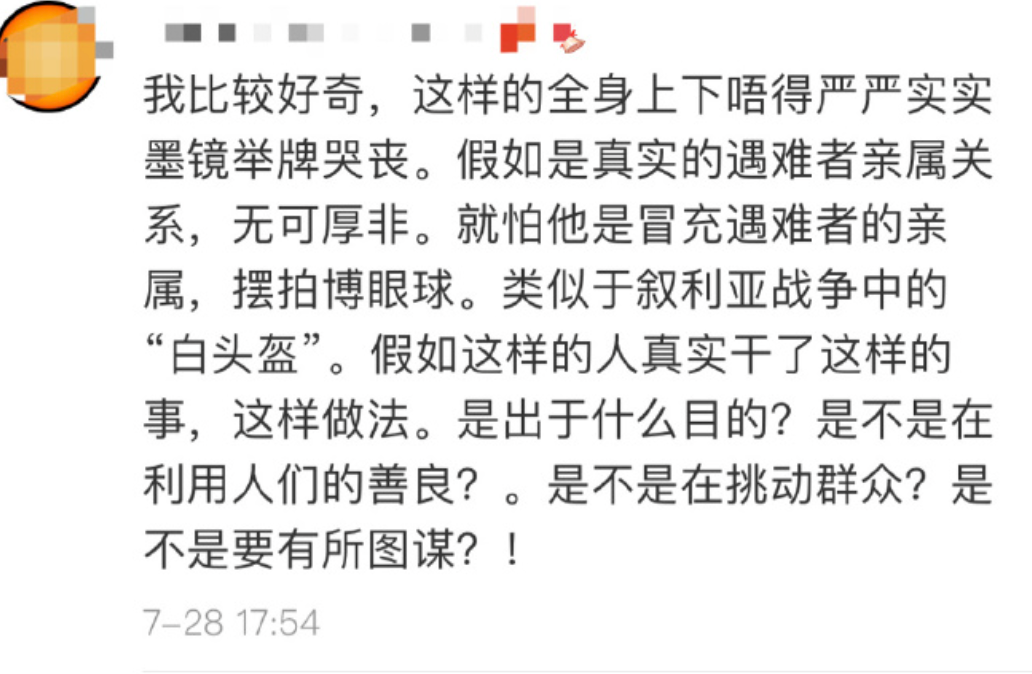 我比较好奇，这样的全身上下唔得严严实实
墨镜举牌哭丧。假如是真实的遇难者亲属关
系，无可厚非。就怕他是冒充遇难者的亲
属，摆拍博眼球。类似于叙利亚战争中的
“白头盔”。假如这样的人真实干了这样的
事，这样做法。是出于什么目的？是不是在
利用人们的善良？。是不是在挑动群众？是
不是要有所图谋？！
7-28 17:54